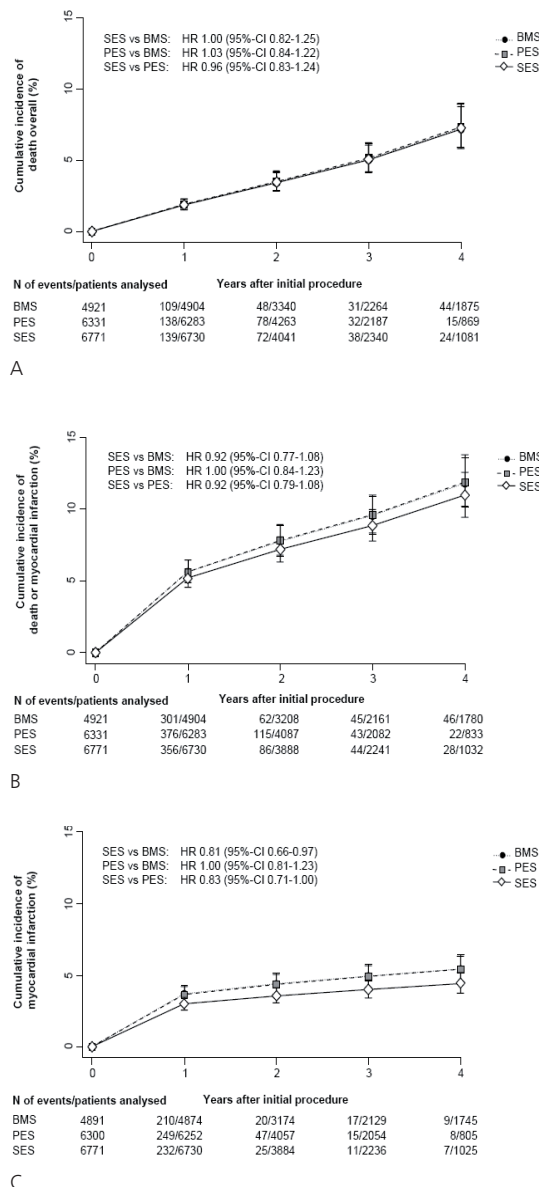 SES vs BMS: HR 1.00 (95%-CI 0.82-1.25)
PES vs BMS: HR 1.03 (95%-CI 0.84-1.22)
SES vs PES: HR 0.96 (95%-CI 0.83-1.24)
BMS
PES
SES
Cumulative incidence of
death overall (%)
15
10
5
0
0 1 2 3 4
N of events/patients analysed Years after initial procedure
BMS 4921 109/4904 48/3340 31/2264 44/1875
PES 6331 138/6283 78/4263 32/2187 15/869
SES 6771 139/6730 72/4041 38/2340 24/1081
A
SES vs BMS: HR 0.92 (95%-CI 0.77-1.08)
PES vs BMS: HR 1.00 (95%-CI 0.84-1.23)
SES vs PES: HR 0.92 (95%-CI 0.79-1.08)
BMS
PES
SES
Cumulative incidence of
death or myocardial infarction (%)
15
10
5
0
0 1 2 3 4
N of events/patients analysed Years after initial procedure
BMS 4921 301/4904 62/3208 45/2161 46/1780
PES 6331 376/6283 115/4087 43/2082 22/833
SES 6771 356/6730 86/3888 44/2241 28/1032
B
SES vs BMS: HR 0.81 (95%-CI 0.66-0.97)
PES vs BMS: HR 1.00 (95%-CI 0.81-1.23)
SES vs PES: HR 0.83 (95%-CI 0.71-1.00)
BMS
PES
SES
Cumulative incidence of
myocardial infarction (%)
15
10
5
0
0 1 2 3 4
N of events/patients analysed Years after initial procedure
BMS 4891 210/4874 20/3174 17/2129 9/1745
PES 6300 249/6252 47/4057 15/2054 8/805
SES 6771 232/6730 25/3884 11/2236 7/1025
C